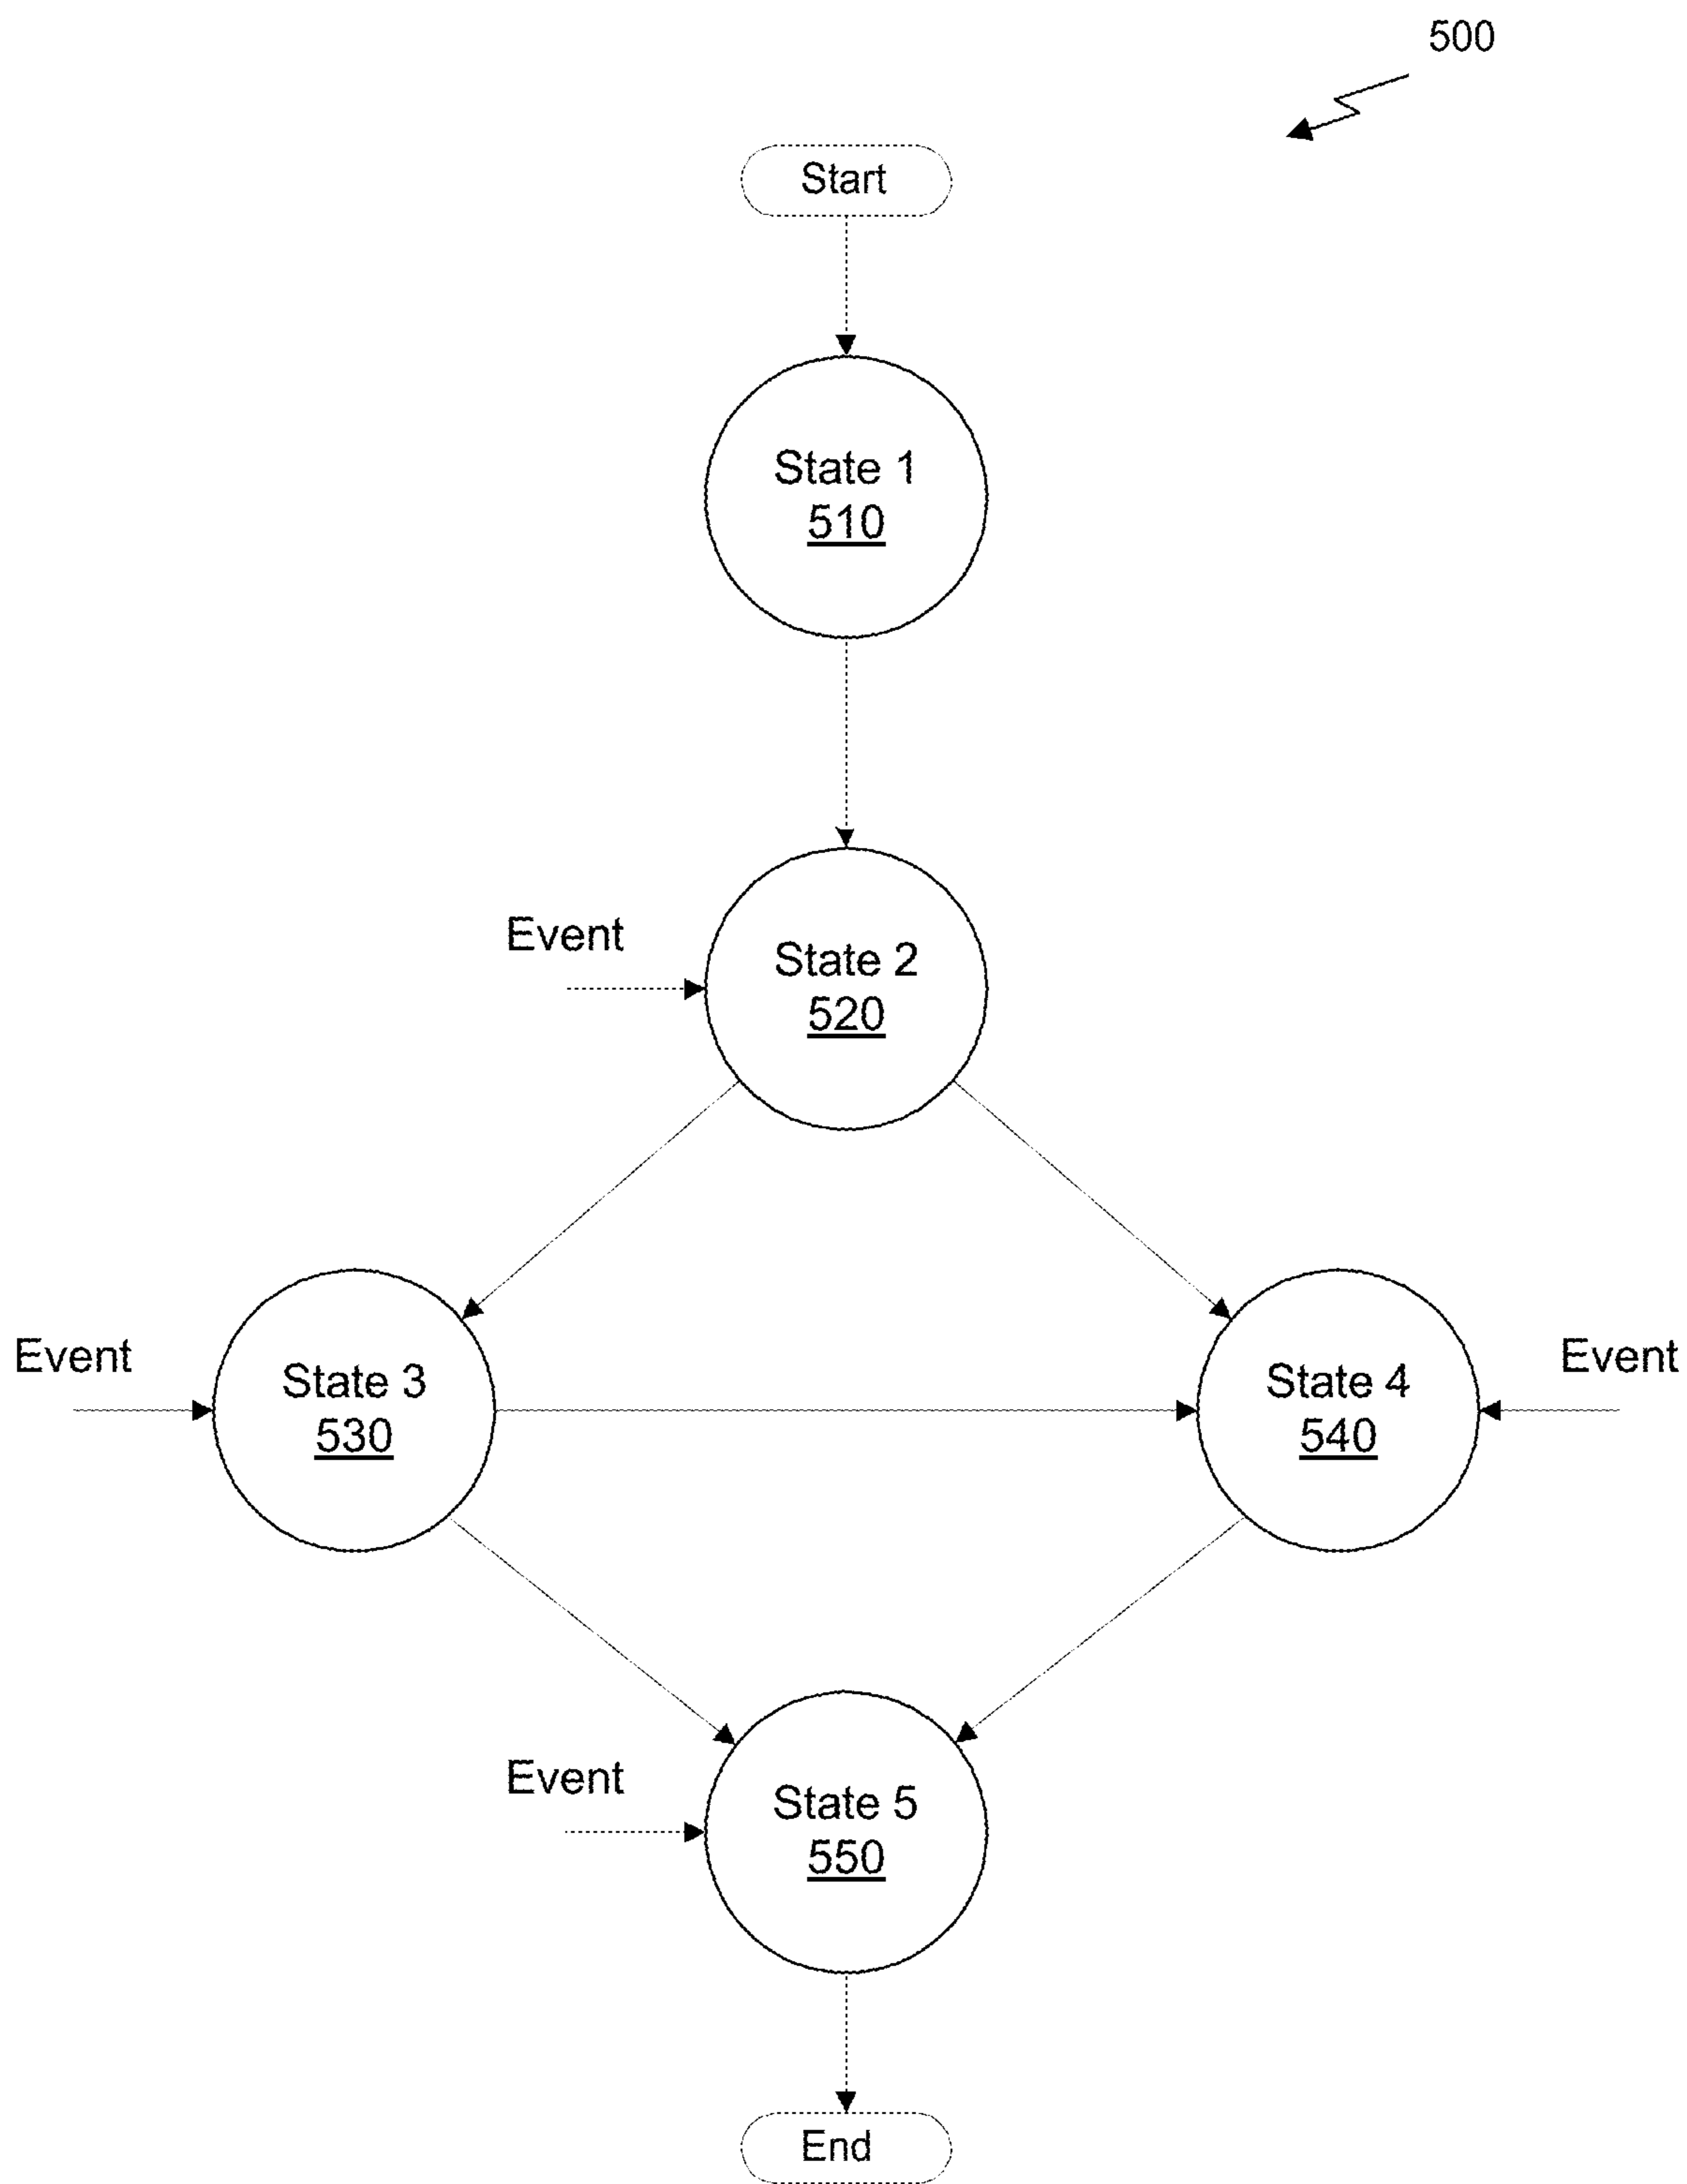 500
Start
State 1
510
Event
State 2
520
Event
State 3
530
State 4
540
Event
Event
State 5
550
End